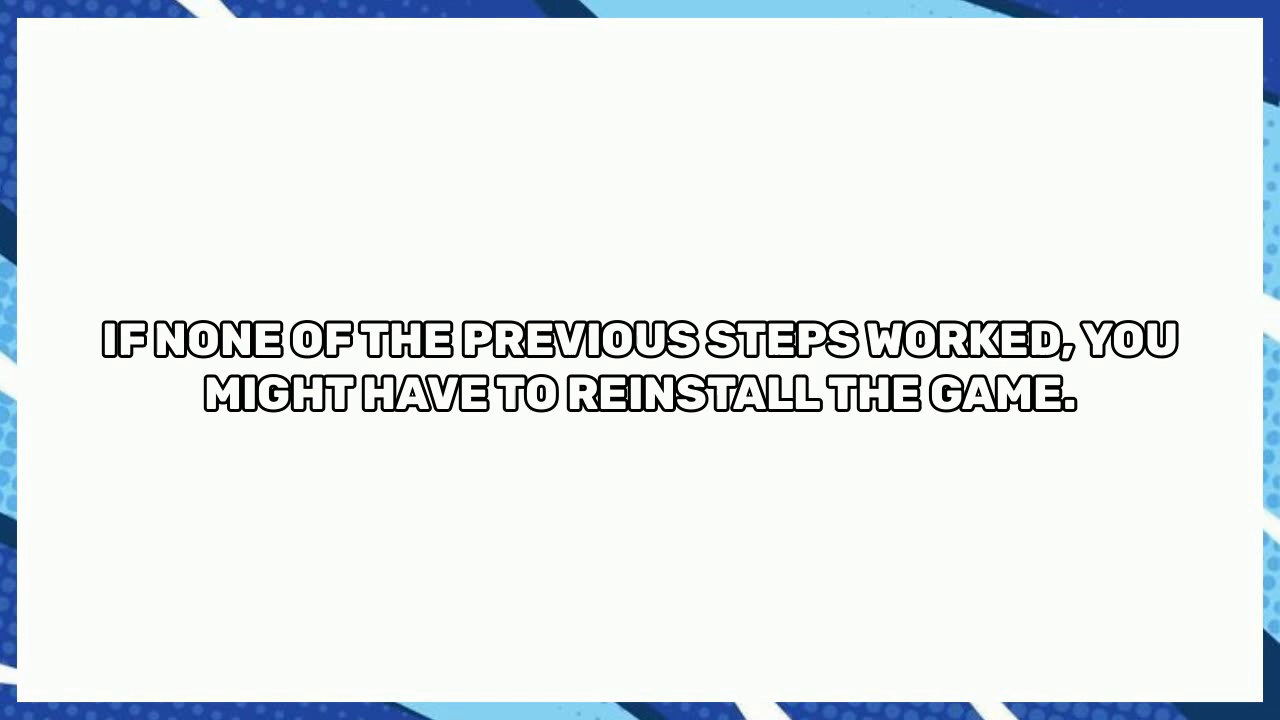 IF NONE OF THE PREVIOUS STEPS WORKED, YOU
MIGHT HAVE TO REINSTALL THE GAME.